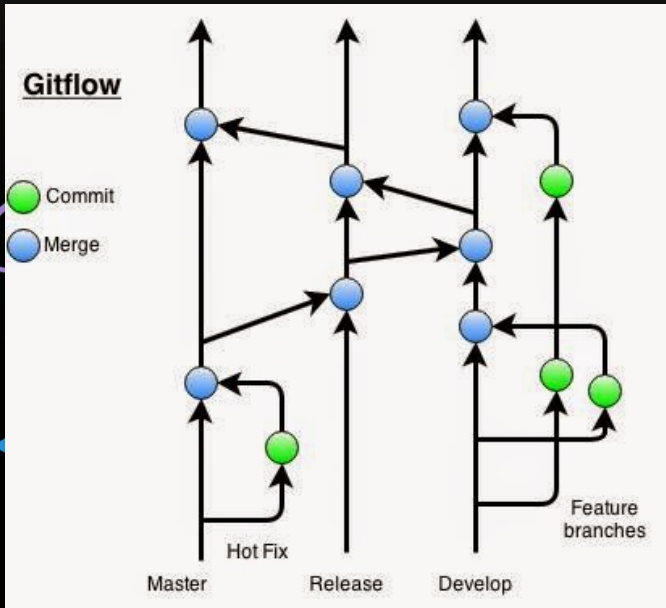 Gitflow
Commit
Merge
Hot Fix
Feature
branches
Master
Release
Develop